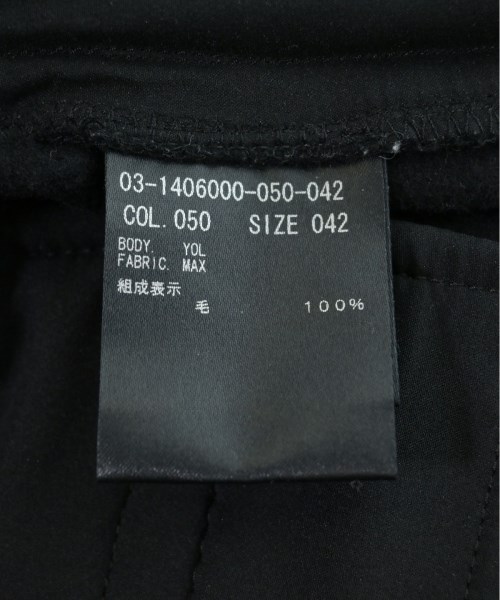 03-1406000-050-042
COL. 050 SIZE 042
BODY. YOL
FABRIC. MAX
組成表示
毛 100%